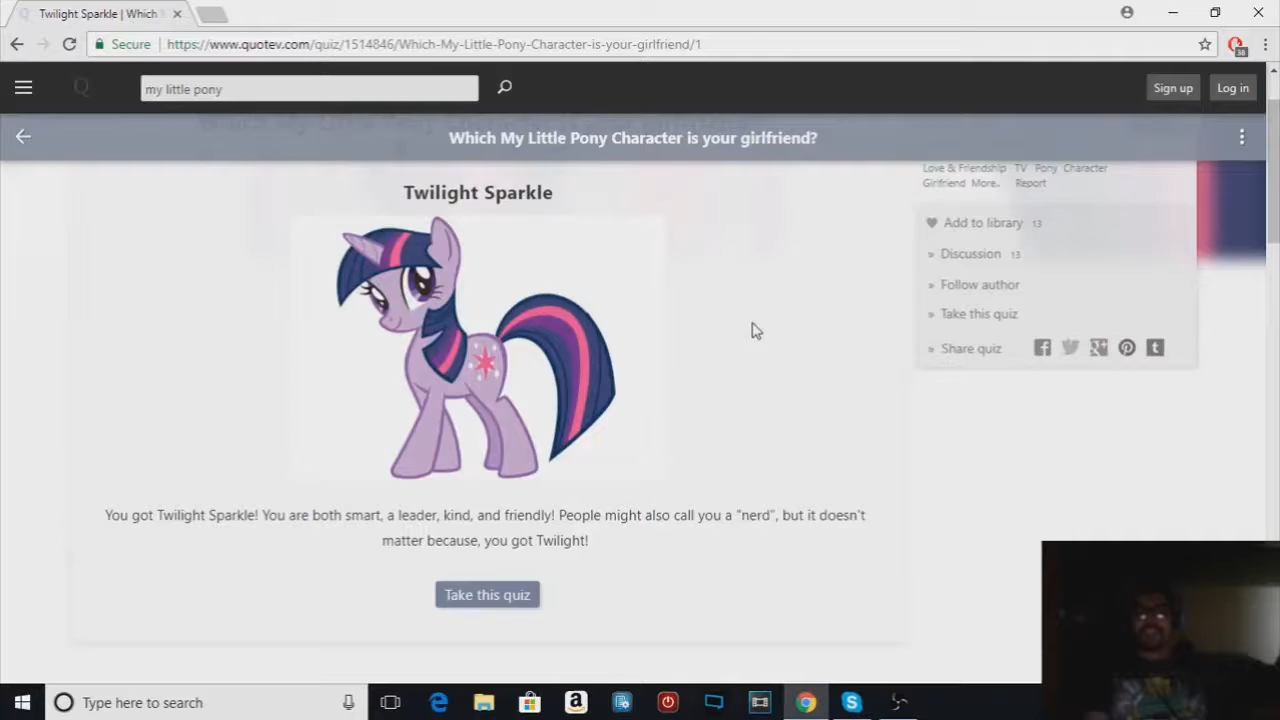 Twilight Sparkle | Which
Secure https://www.quotev.com/quiz/1514846/Which-My-Little-Pony-Character-is-your-girlfriend/1
38
Q my little pony Sign up Log in
Which My Little Pony Character is your girlfriend?
Love & Friendship TV Pony Character
Girlfriend More.. Report
Twilight Sparkle
Add to library 13
» Discussion 13
» Follow author
» Take this quiz
» Share quiz
You got Twilight Sparkle! You are both smart, a leader, kind, and friendly! People might also call you a "nerd", but it doesn't
matter because, you got Twilight!
Take this quiz
Type here to search